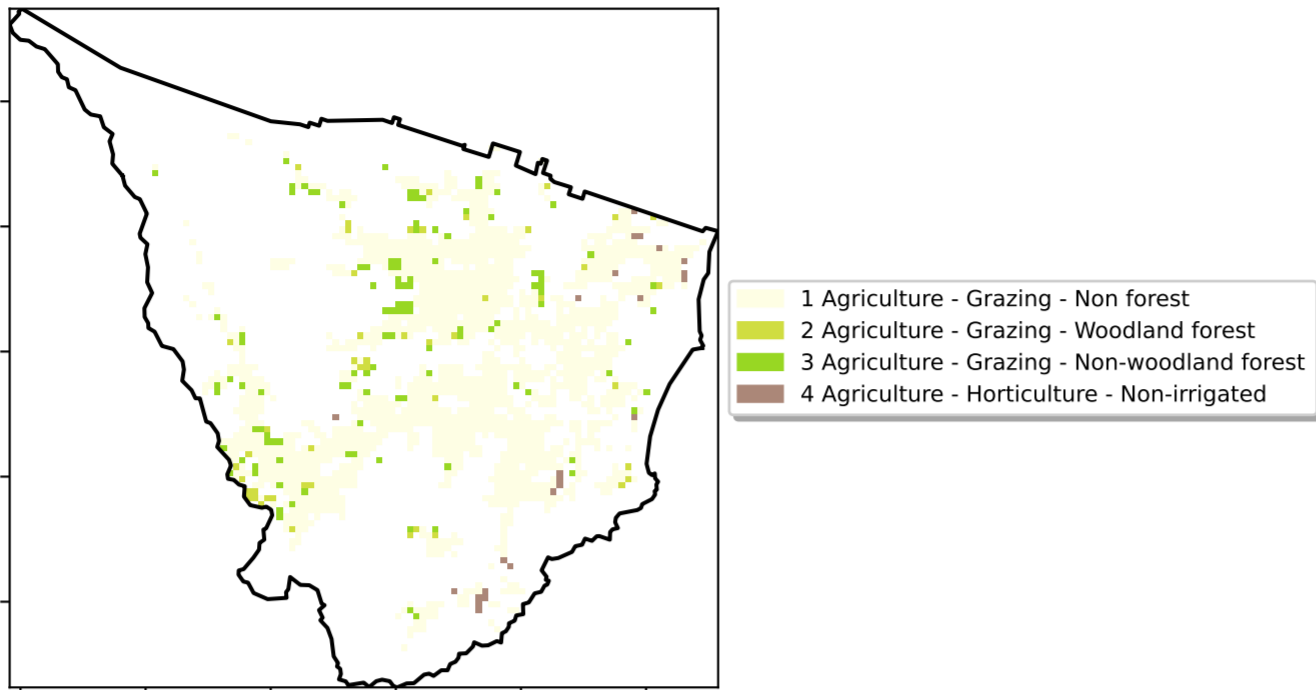 1 Agriculture - Grazing - Non forest
2 Agriculture - Grazing - Woodland forest
3 Agriculture - Grazing - Non-woodland forest
4 Agriculture - Horticulture - Non-irrigated